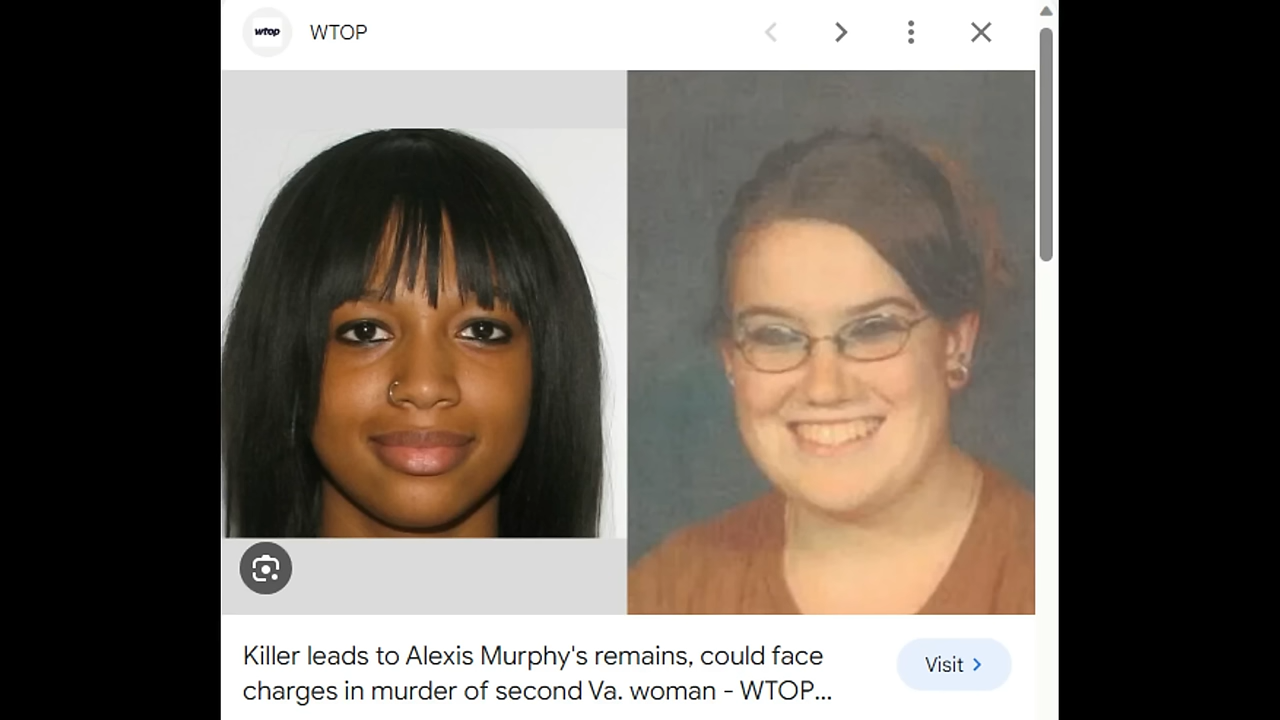 wtop WTOP
Killer leads to Alexis Murphy's remains, could face
charges in murder of second Va. woman - WTOP...
Visit